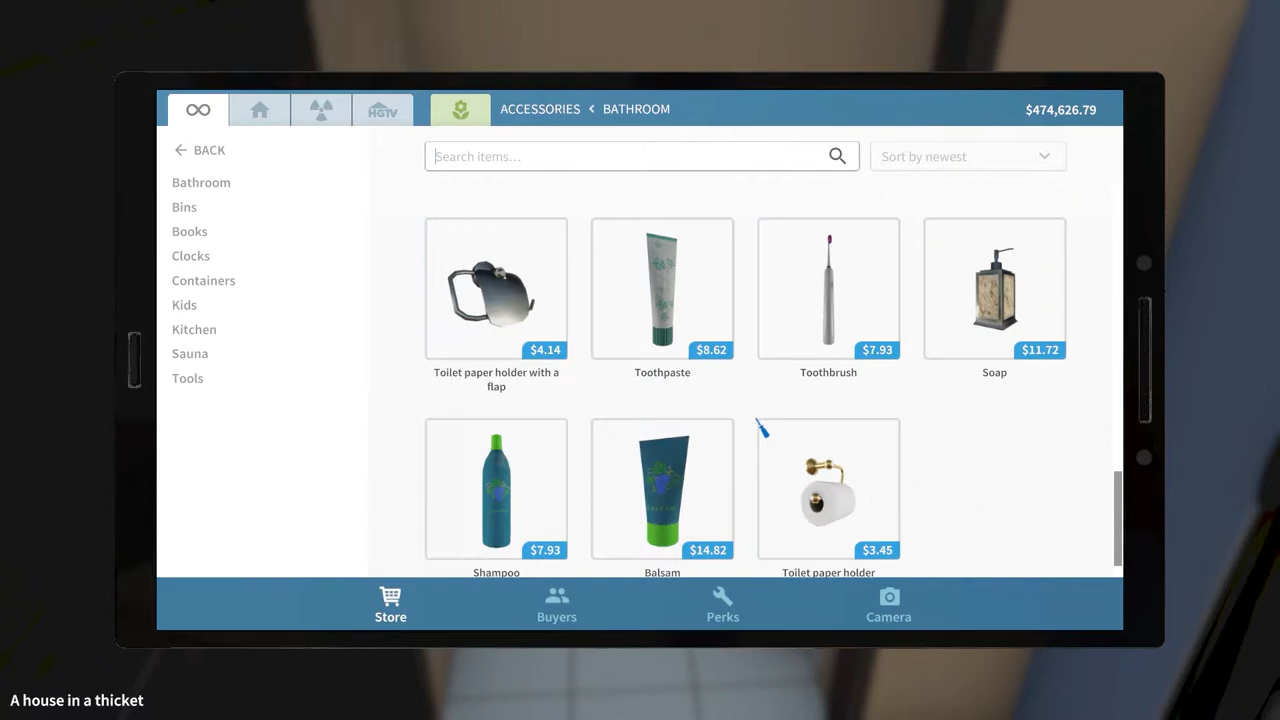 HGTV
ACCESSORIES < BATHROOM
$474,626.79
BACK
Search items...
Sort by newest
Bathroom
Bins
Books
Clocks
Containers
Kids
Kitchen
Sauna
Tools
$4.14
$8.62
$7.93
$11.72
Toilet paper holder with a
flap
Toothpaste
Toothbrush
Soap
$7.93
$14.82
$3.45
Shampoo
Balsam
Toilet paper holder
Store
Buyers
Perks
Camera
A house in a thicket